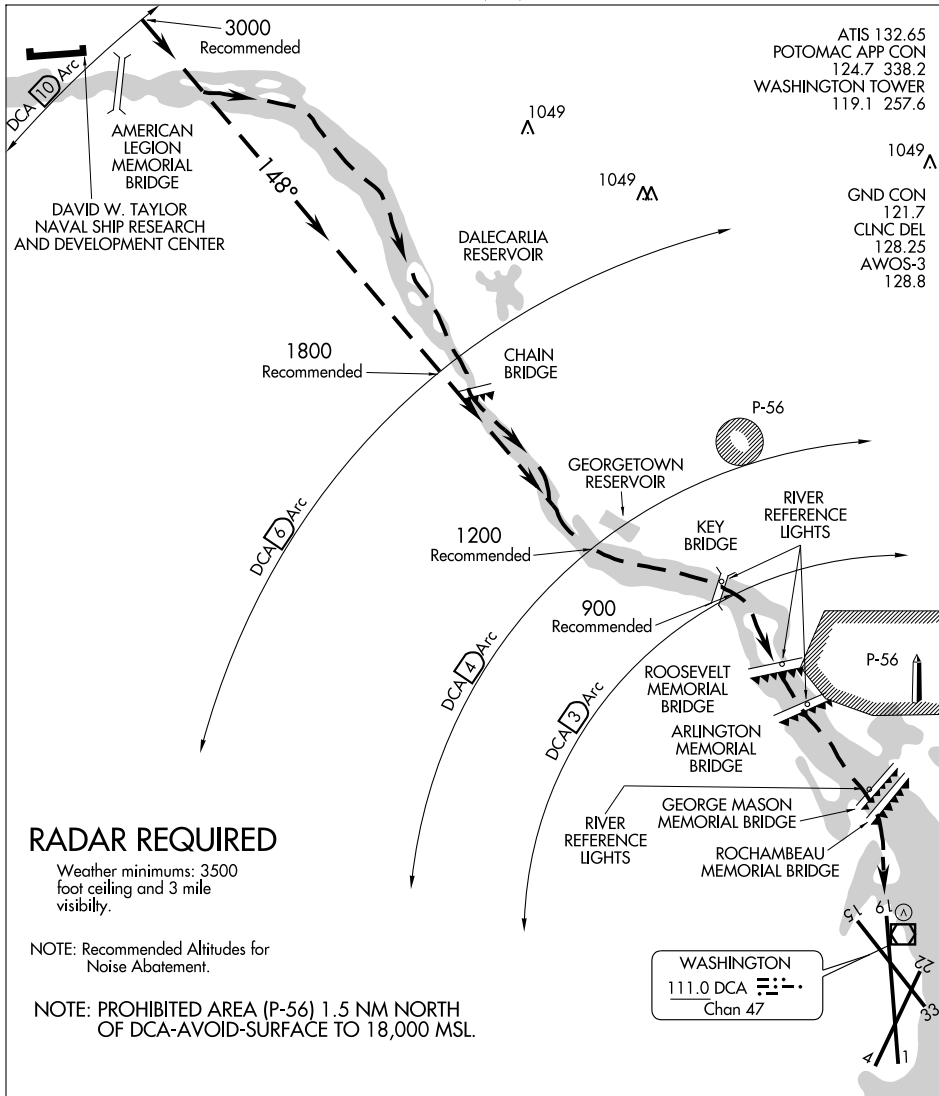 3000
Recommended
ATIS 132.65
POTOMAC APP CON
124.7 338.2
WASHINGTON TOWER
119.1 257.6
DCA 10 Arc
1049
1049
1049
AMERICAN
LEGION
MEMORIAL
BRIDGE
148°
GND CON
121.7
CLNC DEL
128.25
AWOS-3
128.8
DAVID W. TAYLOR
NAVAL SHIP RESEARCH
AND DEVELOPMENT CENTER
DALECARLIA
RESERVOIR
1800
Recommended
CHAIN
BRIDGE
P-56
GEORGETOWN
RESERVOIR
RIVER
REFERENCE
LIGHTS
KEY
BRIDGE
DCA 6 Arc
1200
Recommended
900
Recommended
DCA 4 Arc
P-56
ROOSEVELT
MEMORIAL
BRIDGE
DCA 3 Arc
ARLINGTON
MEMORIAL
BRIDGE
RIVER
REFERENCE
LIGHTS
GEORGE MASON
MEMORIAL BRIDGE
ROCHAMBEAU
MEMORIAL BRIDGE
RADAR REQUIRED
Weather minimums: 3500
foot ceiling and 3 mile
visibilty.
NOTE: Recommended Altitudes for
Noise Abatement.
NOTE: PROHIBITED AREA (P-56) 1.5 NM NORTH
OF DCA-AVOID-SURFACE TO 18,000 MSL.
15
19
22
33
4
1
WASHINGTON
111.0 DCA
Chan 47